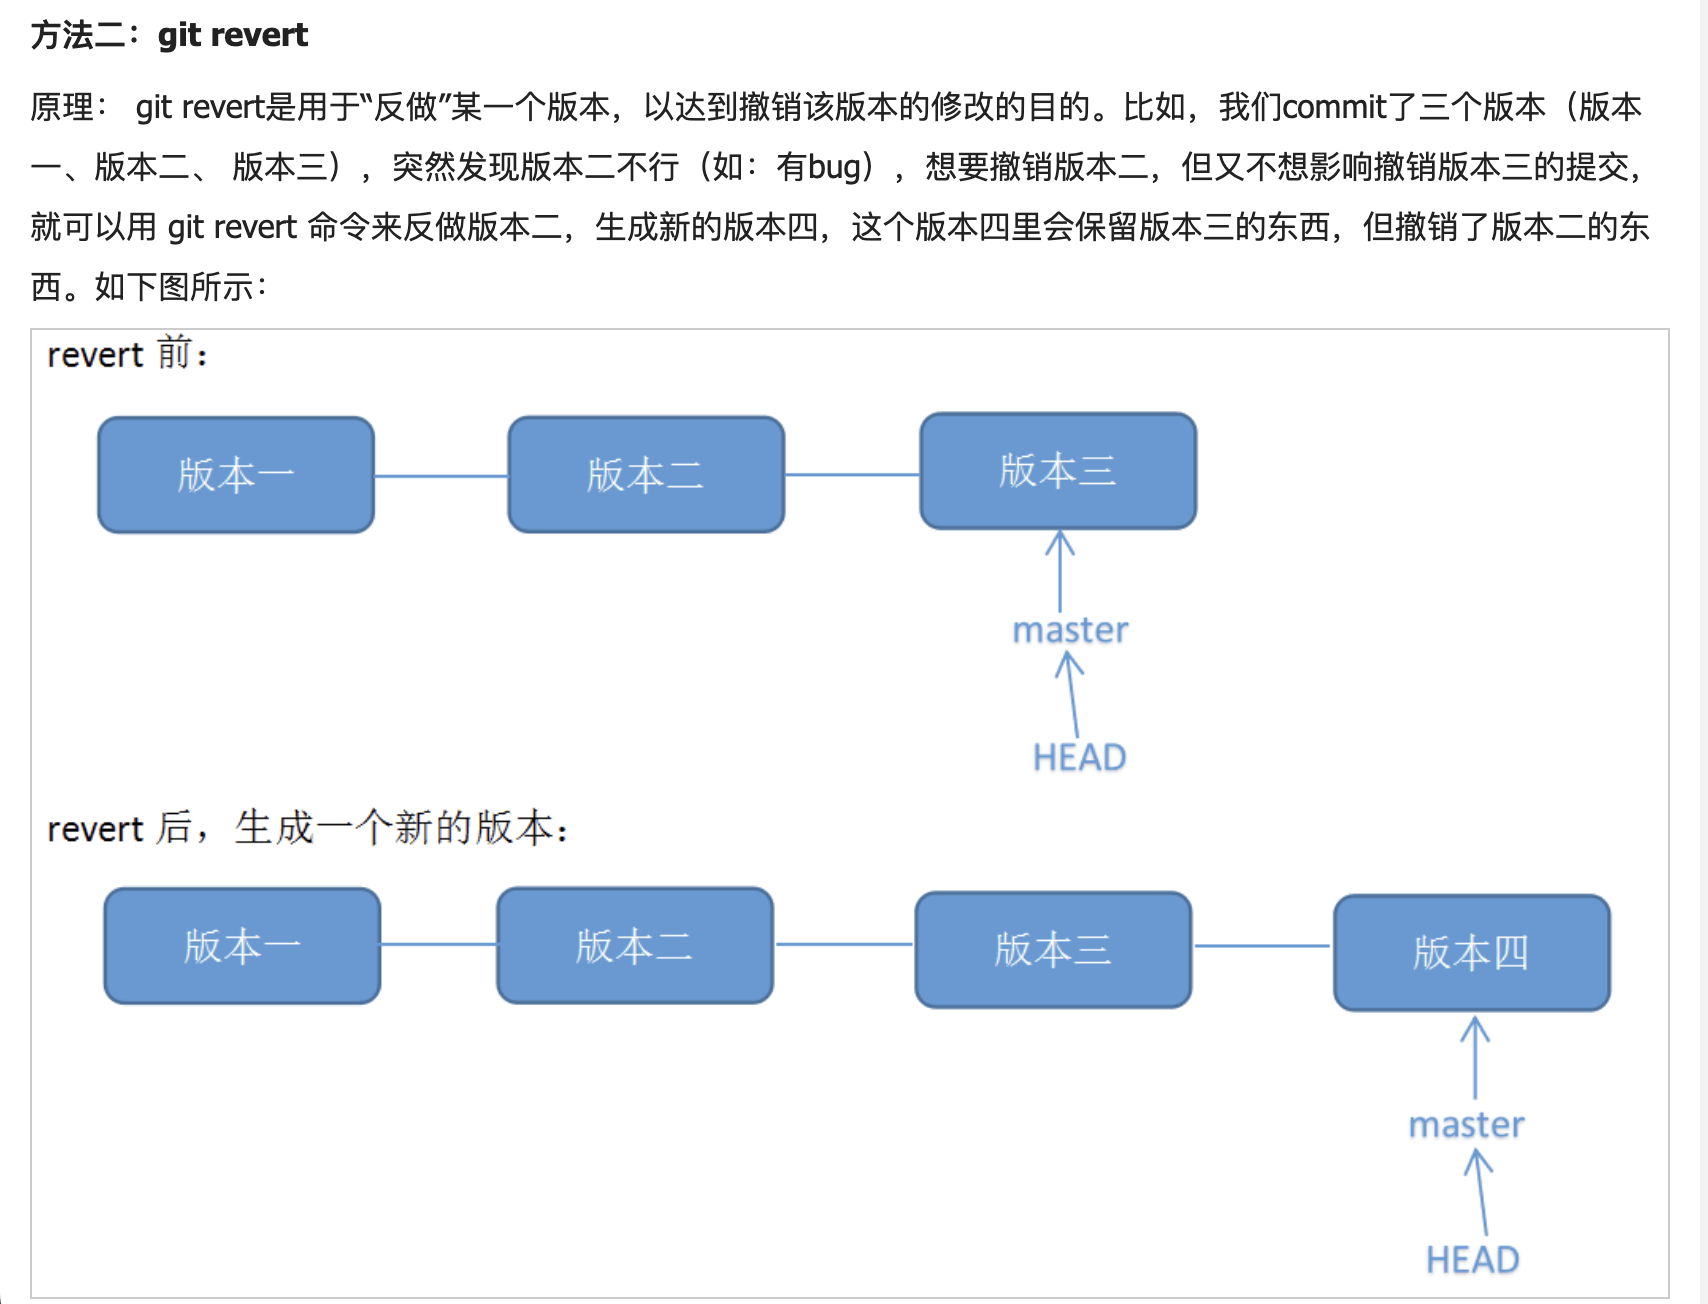 方法二：git revert
原理： git revert是用于“反做”某一个版本，以达到撤销该版本的修改的目的。比如，我们commit了三个版本（版本
一、版本二、 版本三），突然发现版本二不行（如：有bug），想要撤销版本二，但又不想影响撤销版本三的提交，
就可以用 git revert 命令来反做版本二，生成新的版本四，这个版本四里会保留版本三的东西，但撤销了版本二的东
西。如下图所示：
revert 前：
版本一
版本二
版本三
master
HEAD
revert 后，生成一个新的版本：
版本一
版本二
版本三
版本四
master
HEAD